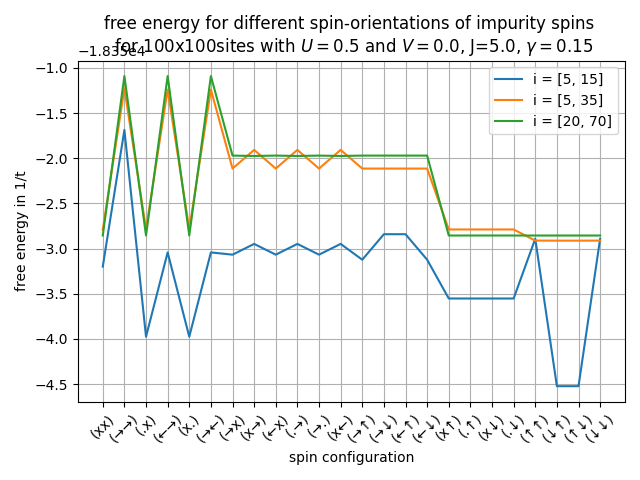 free energy for different spin-orientations of impurity spins
for 100x100sites with U = 0.5 and V = 0.0, J=5.0, γ = 0.15
−1.835e4
−1.0
−1.5
−2.0
−2.5
−3.0
−3.5
−4.0
−4.5
free energy in 1/t
i = [5, 15]
i = [5, 35]
i = [20, 70]
(xx)
(→→)
(.x)
(←→)
(x.)
(→←)
(→x)
(x→)
(←x)
(.→)
(→.)
(x←)
(→↑)
(→↓)
(←↑)
(←↓)
(x↑)
(.↑)
(x↓)
(.↓)
(↑↑)
(↓↑)
(↑↓)
(↓↓)
spin configuration